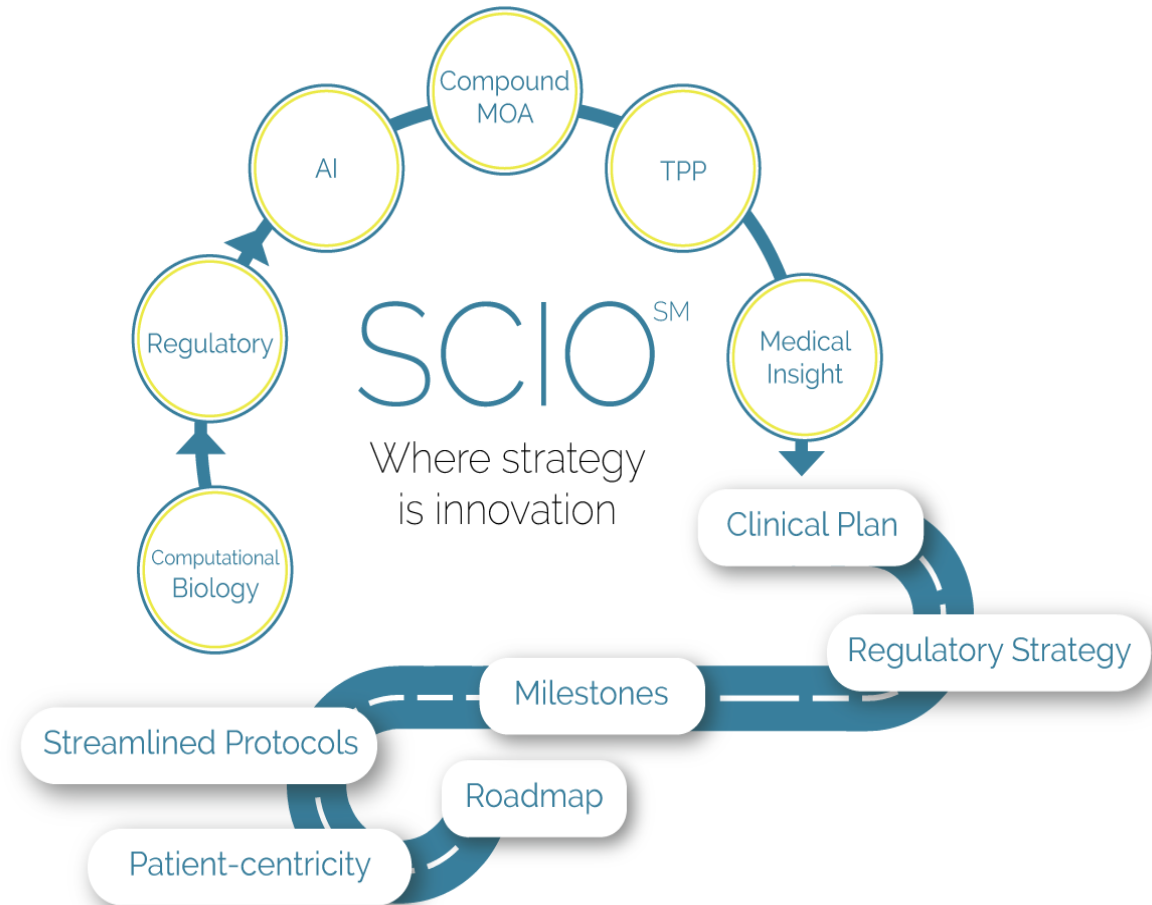 Compound
MOA
AI
TPP
Regulatory
SCIO SM
Medical
Insight
Where strategy
is innovation
Computational
Biology
Clinical Plan
Regulatory Strategy
Milestones
Streamlined Protocols
Roadmap
Patient-centricity